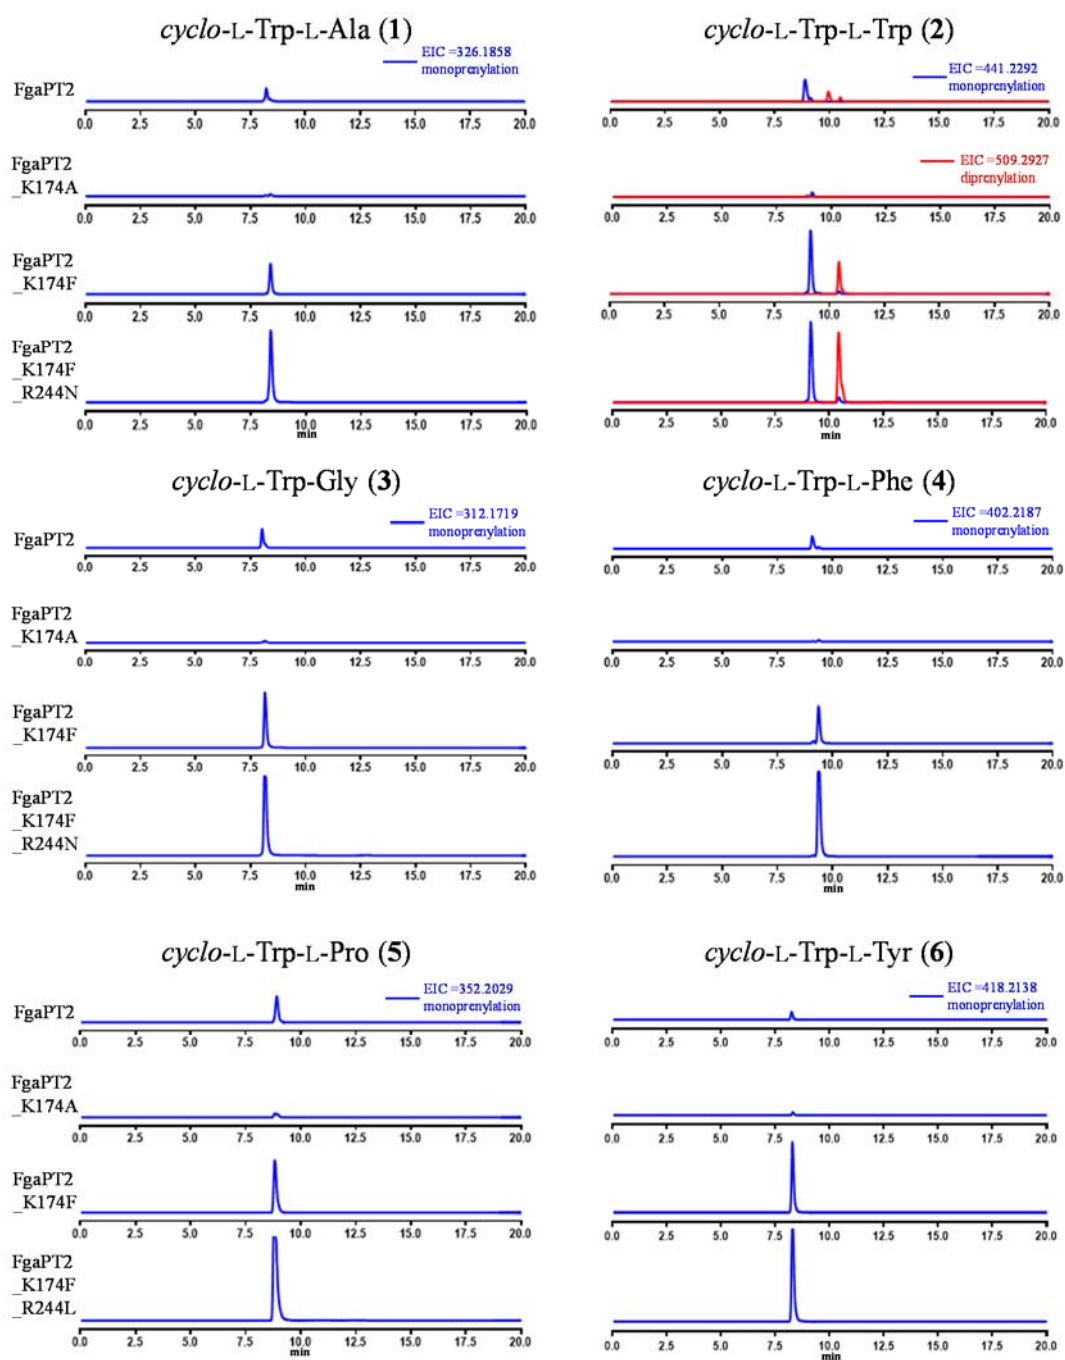 cyclo-L-Trp-L-Ala (1)
EIC =326.1858
monoprenylation
FgaPT2
0.0 2.5 5.0 7.5 10.0 12.5 15.0 17.5 20.0
FgaPT2
_K174A
0.0 2.5 5.0 7.5 10.0 12.5 15.0 17.5 20.0
FgaPT2
_K174F
0.0 2.5 5.0 7.5 10.0 12.5 15.0 17.5 20.0
FgaPT2
_K174F
_R244N
0.0 2.5 5.0 7.5 10.0 12.5 15.0 17.5 20.0
min
cyclo-L-Trp-L-Trp (2)
EIC =441.2292
monoprenylation
0.0 2.5 5.0 7.5 10.0 12.5 15.0 17.5 20.0
EIC =509.2927
diprenylation
0.0 2.5 5.0 7.5 10.0 12.5 15.0 17.5 20.0
0.0 2.5 5.0 7.5 10.0 12.5 15.0 17.5 20.0
0.0 2.5 5.0 7.5 10.0 12.5 15.0 17.5 20.0
min
cyclo-L-Trp-Gly (3)
EIC =312.1719
monoprenylation
FgaPT2
0.0 2.5 5.0 7.5 10.0 12.5 15.0 17.5 20.0
FgaPT2
_K174A
0.0 2.5 5.0 7.5 10.0 12.5 15.0 17.5 20.0
FgaPT2
_K174F
0.0 2.5 5.0 7.5 10.0 12.5 15.0 17.5 20.0
FgaPT2
_K174F
_R244N
0.0 2.5 5.0 7.5 10.0 12.5 15.0 17.5 20.0
min
cyclo-L-Trp-L-Phe (4)
EIC =402.2187
monoprenylation
0.0 2.5 5.0 7.5 10.0 12.5 15.0 17.5 20.0
0.0 2.5 5.0 7.5 10.0 12.5 15.0 17.5 20.0
0.0 2.5 5.0 7.5 10.0 12.5 15.0 17.5 20.0
0.0 2.5 5.0 7.5 10.0 12.5 15.0 17.5 20.0
min
cyclo-L-Trp-L-Pro (5)
EIC =352.2029
monoprenylation
FgaPT2
0.0 2.5 5.0 7.5 10.0 12.5 15.0 17.5 20.0
FgaPT2
_K174A
0.0 2.5 5.0 7.5 10.0 12.5 15.0 17.5 20.0
FgaPT2
_K174F
0.0 2.5 5.0 7.5 10.0 12.5 15.0 17.5 20.0
FgaPT2
_K174F
_R244L
0.0 2.5 5.0 7.5 10.0 12.5 15.0 17.5 20.0
min
cyclo-L-Trp-L-Tyr (6)
EIC =418.2138
monoprenylation
0.0 2.5 5.0 7.5 10.0 12.5 15.0 17.5 20.0
0.0 2.5 5.0 7.5 10.0 12.5 15.0 17.5 20.0
0.0 2.5 5.0 7.5 10.0 12.5 15.0 17.5 20.0
0.0 2.5 5.0 7.5 10.0 12.5 15.0 17.5 20.0
min